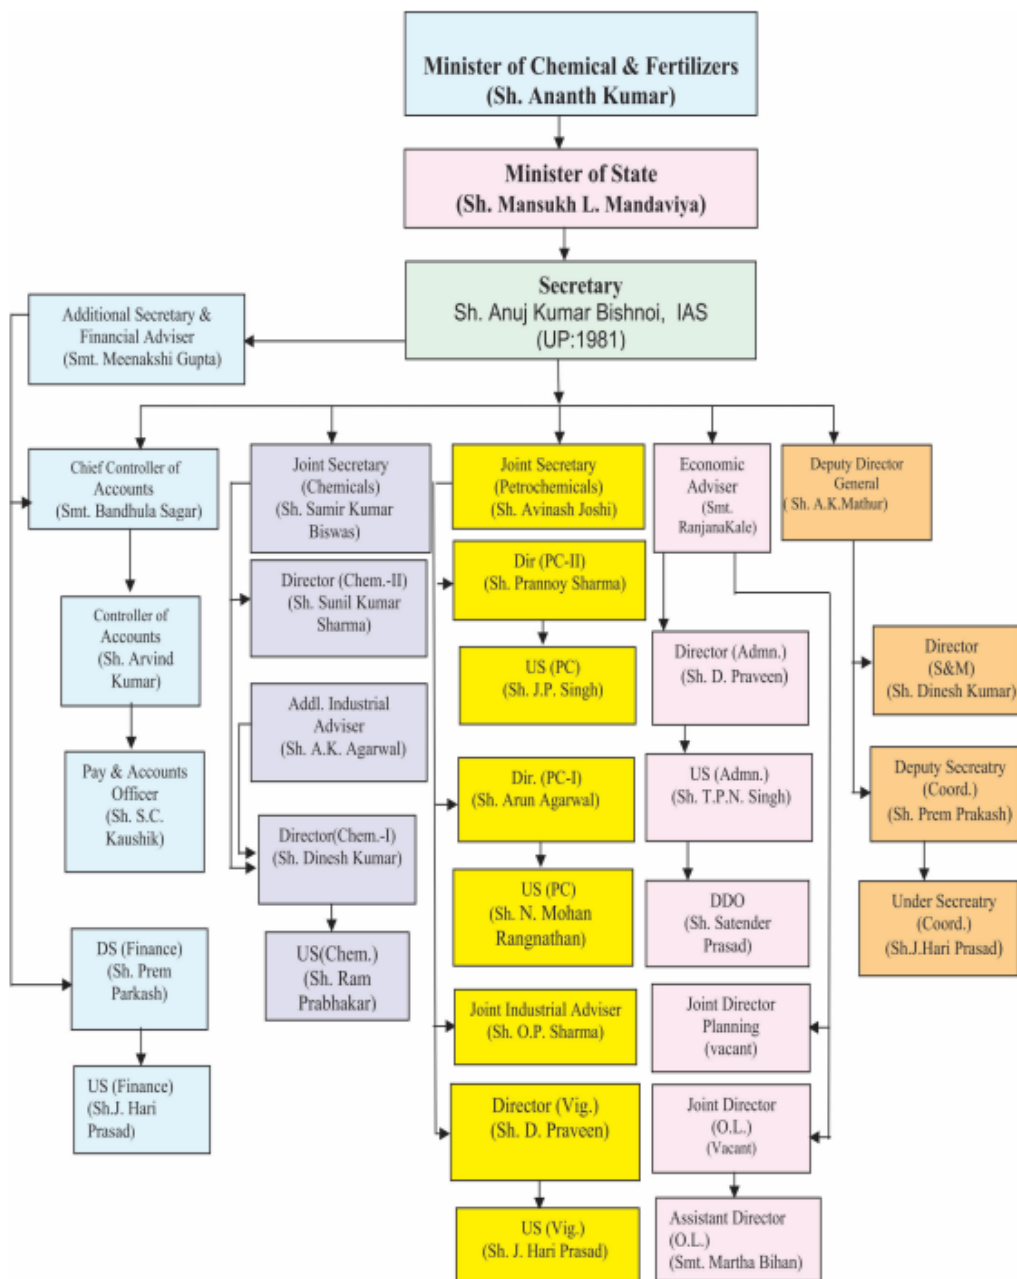 Minister of Chemical & Fertilizers
(Sh. Ananth Kumar)
Minister of State
(Sh. Mansukh L. Mandaviya)
Secretary
Sh. Anuj Kumar Bishnoi, IAS
(UP:1981)
Additional Secretary &
Financial Adviser
(Smt. Meenakshi Gupta)
Chief Controller of
Accounts
(Smt. Bandhula Sagar)
Controller of
Accounts
(Sh. Arvind
Kumar)
Pay & Accounts
Officer
(Sh. S.C.
Kaushik)
DS (Finance)
(Sh. Prem
Parkash)
US (Finance)
(Sh.J. Hari
Prasad)
Joint Secretary
(Chemicals)
(Sh. Samir Kumar
Biswas)
Director (Chem.-II)
(Sh. Sunil Kumar
Sharma)
Addl. Industrial
Adviser
(Sh. A.K. Agarwal)
Director(Chem.-I)
(Sh. Dinesh Kumar)
US(Chem.)
(Sh. Ram
Prabhakar)
Joint Secretary
(Petrochemicals)
(Sh. Avinash Joshi)
Dir (PC-II)
(Sh. Prannoy Sharma)
US (PC)
(Sh. J.P. Singh)
Dir. (PC-I)
(Sh. Arun Agarwal)
US (PC)
(Sh. N. Mohan
Rangnathan)
Joint Industrial Adviser
(Sh. O.P. Sharma)
Director (Vig.)
(Sh. D. Praveen)
US (Vig.)
(Sh. J. Hari Prasad)
Economic
Adviser
(Smt.
RanjanaKale)
Director (Admn.)
(Sh. D. Praveen)
US (Admn.)
(Sh. T.P.N. Singh)
DDO
(Sh. Satender
Prasad)
Joint Director
Planning
(vacant)
Joint Director
(O.L.)
(Vacant)
Assistant Director
(O.L.)
(Smt. Martha Bihan)
Deputy Director
General
( Sh. A.K.Mathur)
Director
(S&M)
(Sh. Dinesh Kumar)
Deputy Secreatry
(Coord.)
(Sh. Prem Prakash)
Under Secreatry
(Coord.)
(Sh.J.Hari Prasad)